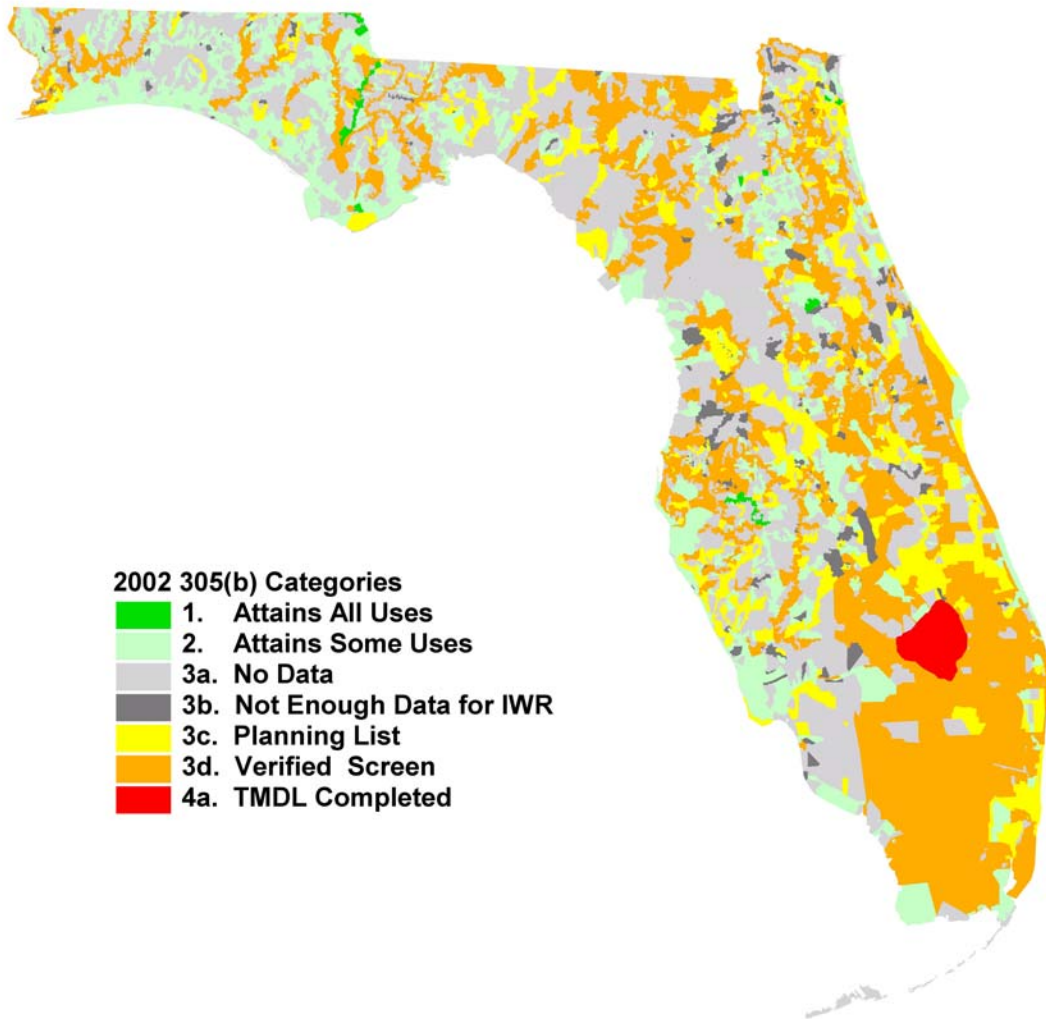 2002 305(b) Categories
1. Attains All Uses
2. Attains Some Uses
3a. No Data
3b. Not Enough Data for IWR
3c. Planning List
3d. Verified Screen
4a. TMDL Completed